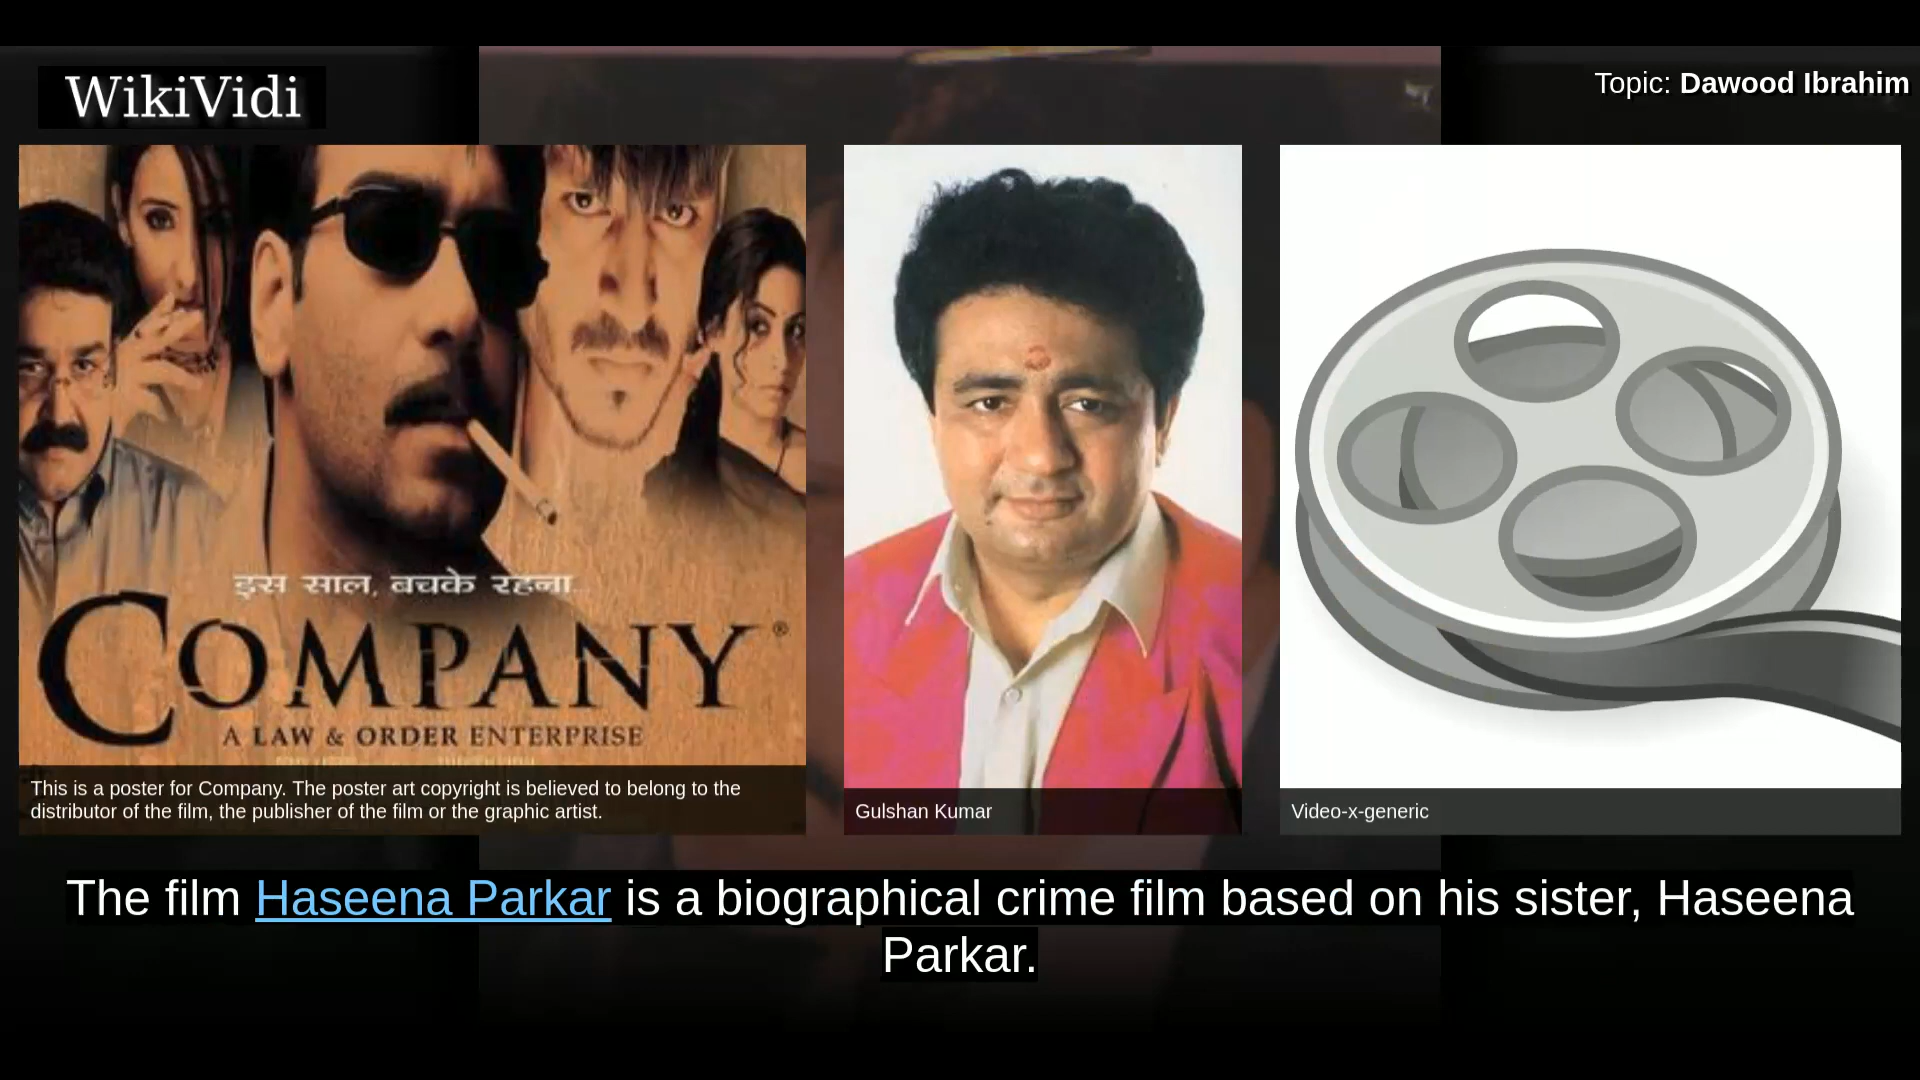 WikiVidi
Topic: Dawood Ibrahim
इस साल, बचके रहना..
COMPANY®
A LAW & ORDER ENTERPRISE
This is a poster for Company. The poster art copyright is believed to belong to the
distributor of the film, the publisher of the film or the graphic artist.
Gulshan Kumar
Video-x-generic
The film Haseena Parkar is a biographical crime film based on his sister, Haseena
Parkar.